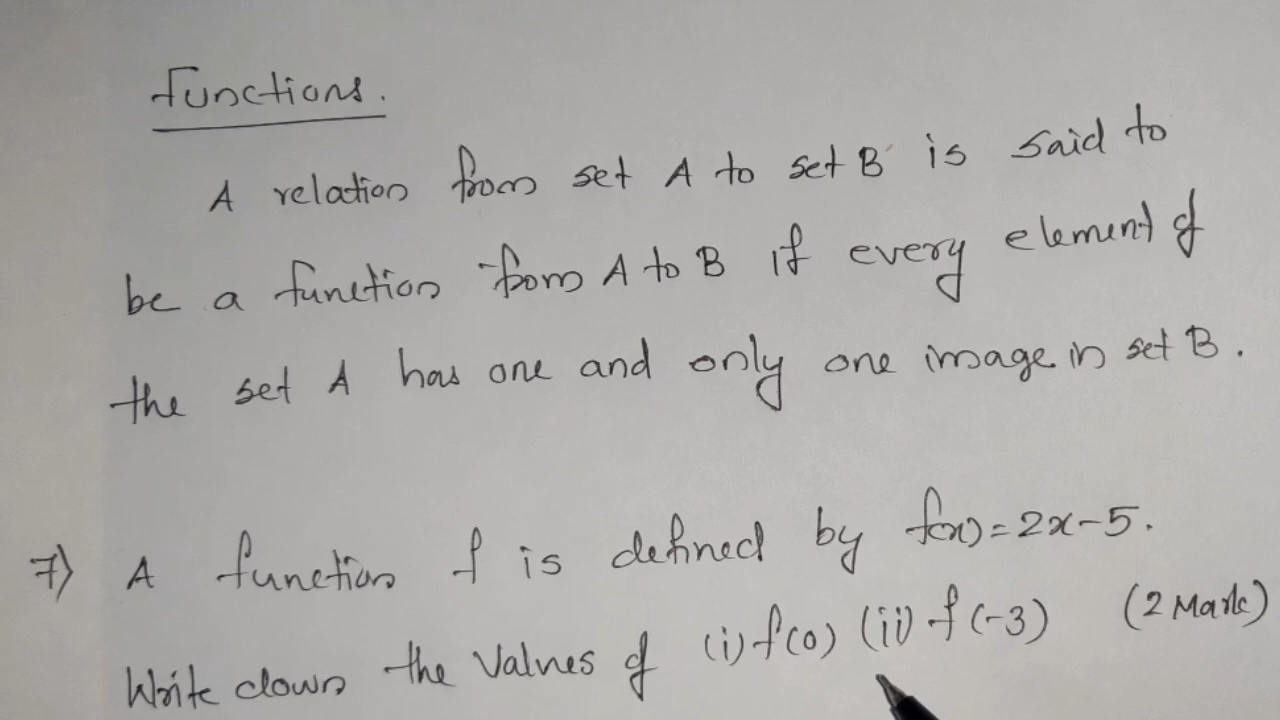 Functions.
A relation from set A to set B is said to
be a function from A to B if every element of
the set A has one and only one image in set B.
7) A function f is defined by f(x)=2x-5.
Write down the values of (i) f(0) (ii) f(-3) (2 Mark)